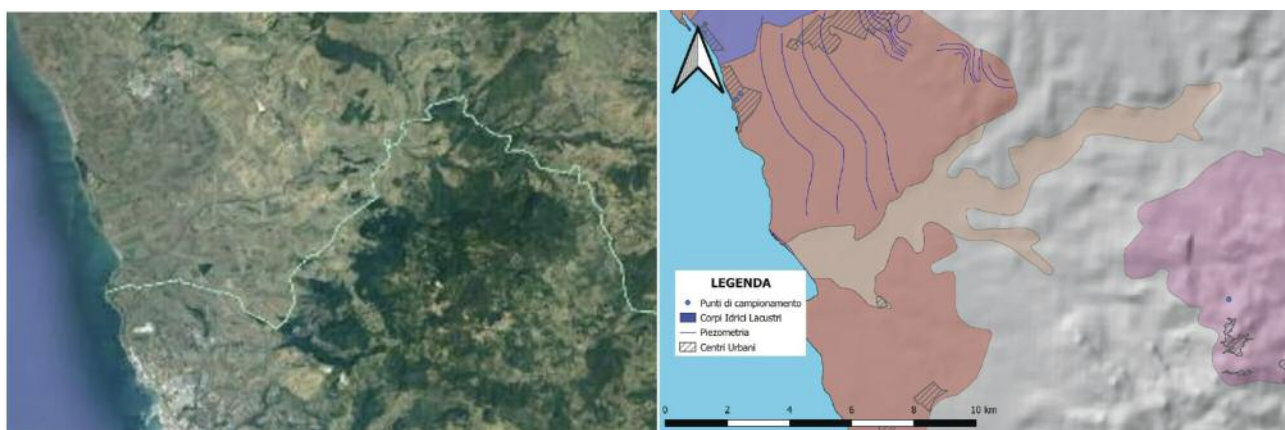 LEGENDA
Punti di campionamento
Corpi Idrici Lacustri
Piezometria
Centri Urbani
0 2 4 6 8 10 km